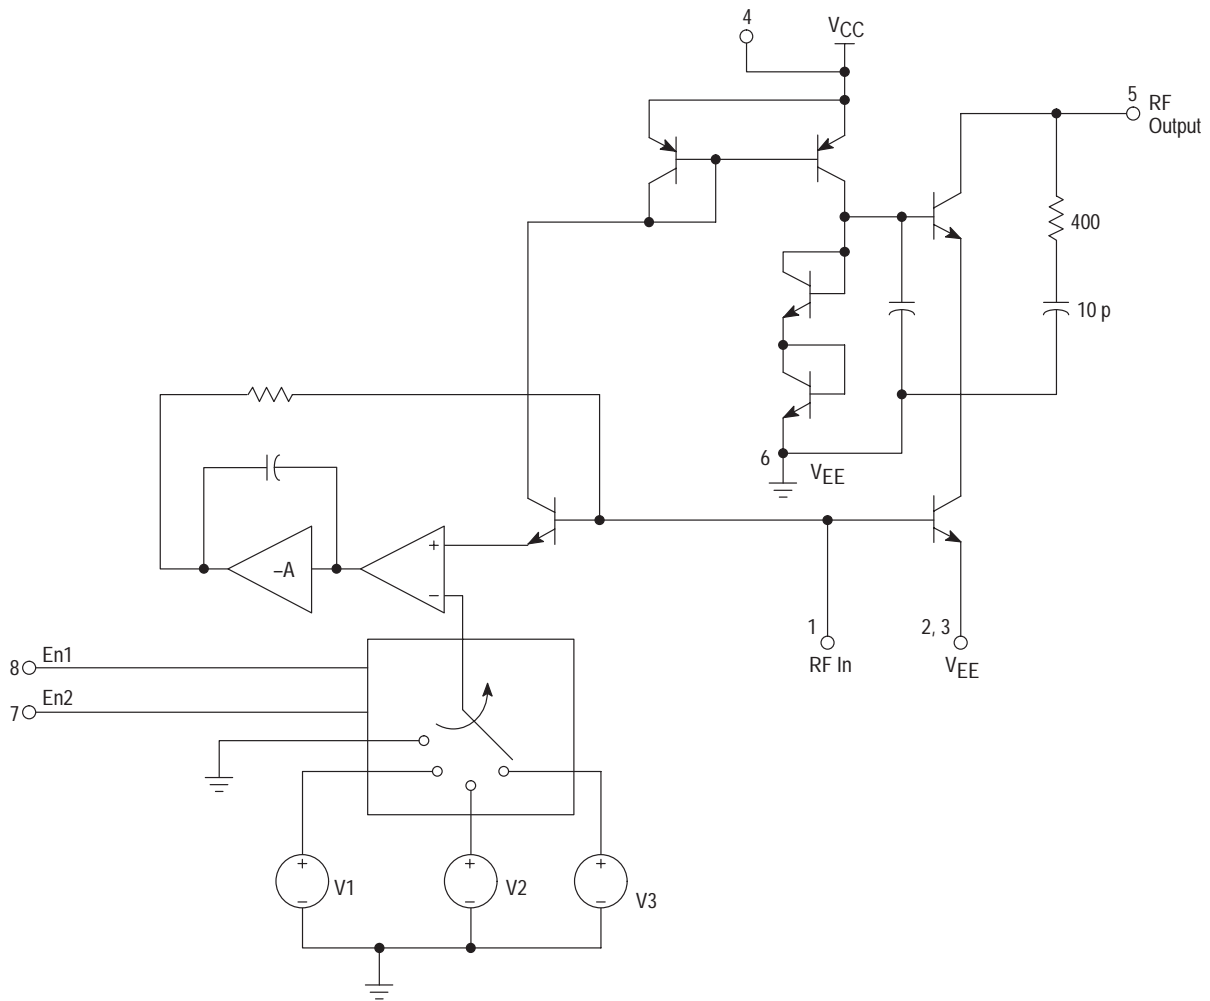 4
VCC
5
RF
Output
400
10 p
6
VEE
–A
+
–
1
RF In
2, 3
VEE
8
En1
7
En2
+
–
V1
+
–
V2
+
–
V3